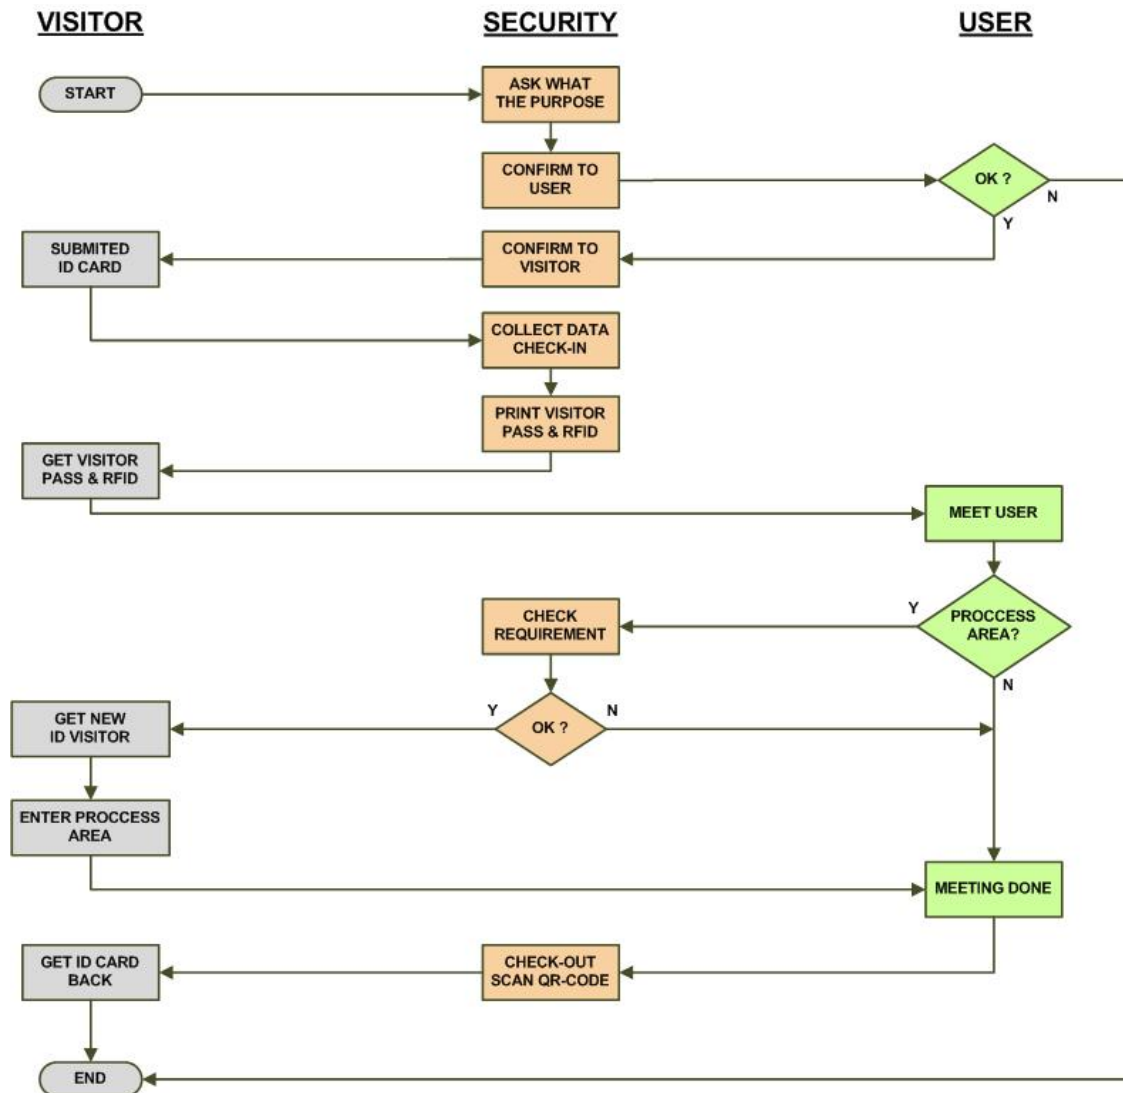 VISITOR
SECURITY
USER
START
ASK WHAT
THE PURPOSE
CONFIRM TO
USER
OK ?
N
Y
SUBMITED
ID CARD
CONFIRM TO
VISITOR
COLLECT DATA
CHECK-IN
PRINT VISITOR
PASS & RFID
GET VISITOR
PASS & RFID
MEET USER
CHECK
REQUIREMENT
Y
PROCCESS
AREA?
N
GET NEW
ID VISITOR
Y
OK ?
N
ENTER PROCCESS
AREA
MEETING DONE
GET ID CARD
BACK
CHECK-OUT
SCAN QR-CODE
END